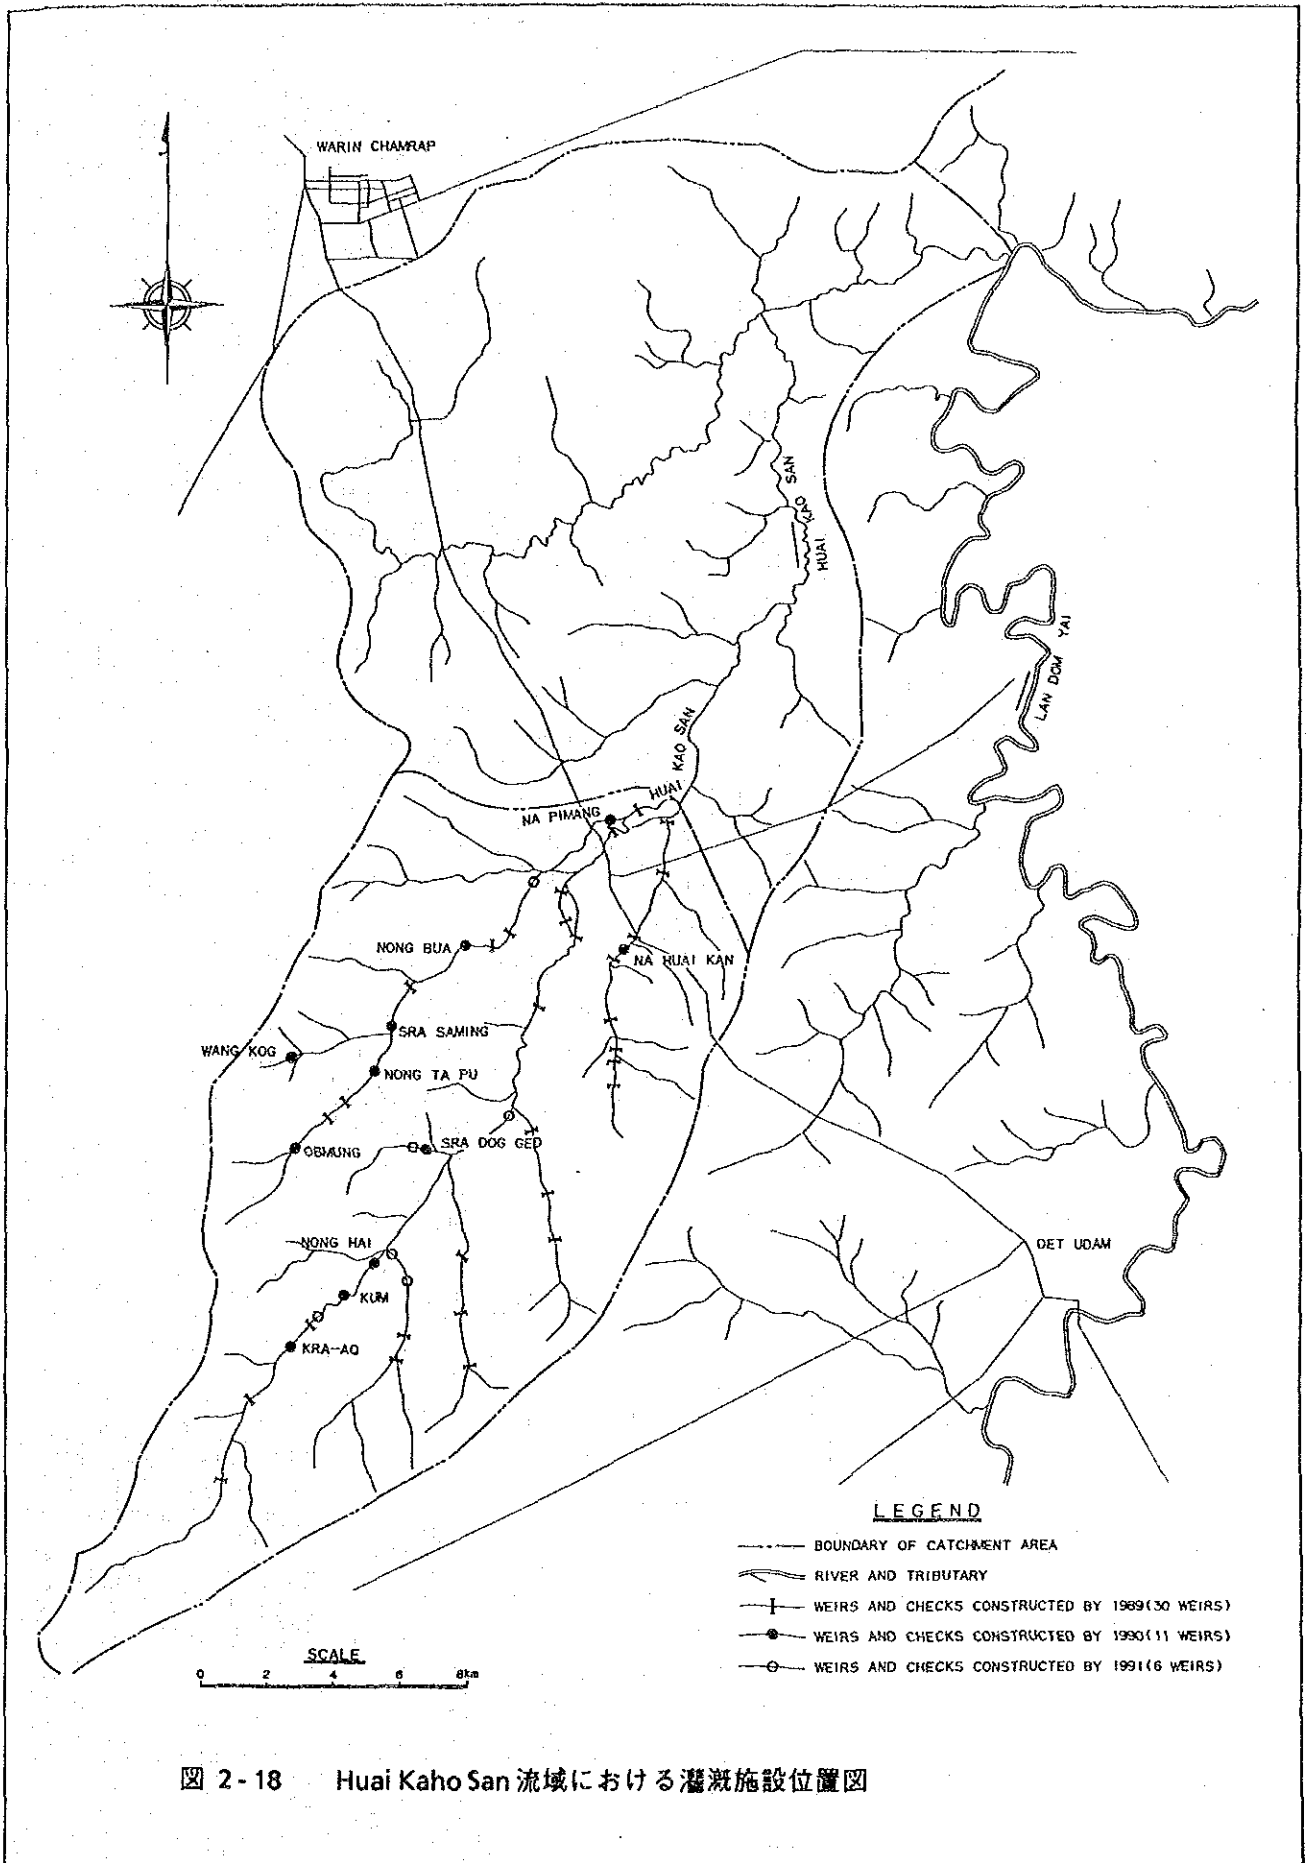 WARIN CHAMRAP
HUAI KAO SAN
LAN DOM YAI
HUAI KAO SAN
NA PIMANG
NONG BUA
NA HUAI KAN
SRA SAMING
WANG KOG
NONG TA PU
OBMUNG
SRA DOG GED
NONG HAI
DET UDAM
KUM
KRA-AO
LEGEND
BOUNDARY OF CATCHMENT AREA
RIVER AND TRIBUTARY
WEIRS AND CHECKS CONSTRUCTED BY 1989(30 WEIRS)
WEIRS AND CHECKS CONSTRUCTED BY 1990(11 WEIRS)
WEIRS AND CHECKS CONSTRUCTED BY 1991(6 WEIRS)
SCALE
0 2 4 6 8km
図 2-18 Huai Kaho San 流域における灌漑施設位置図